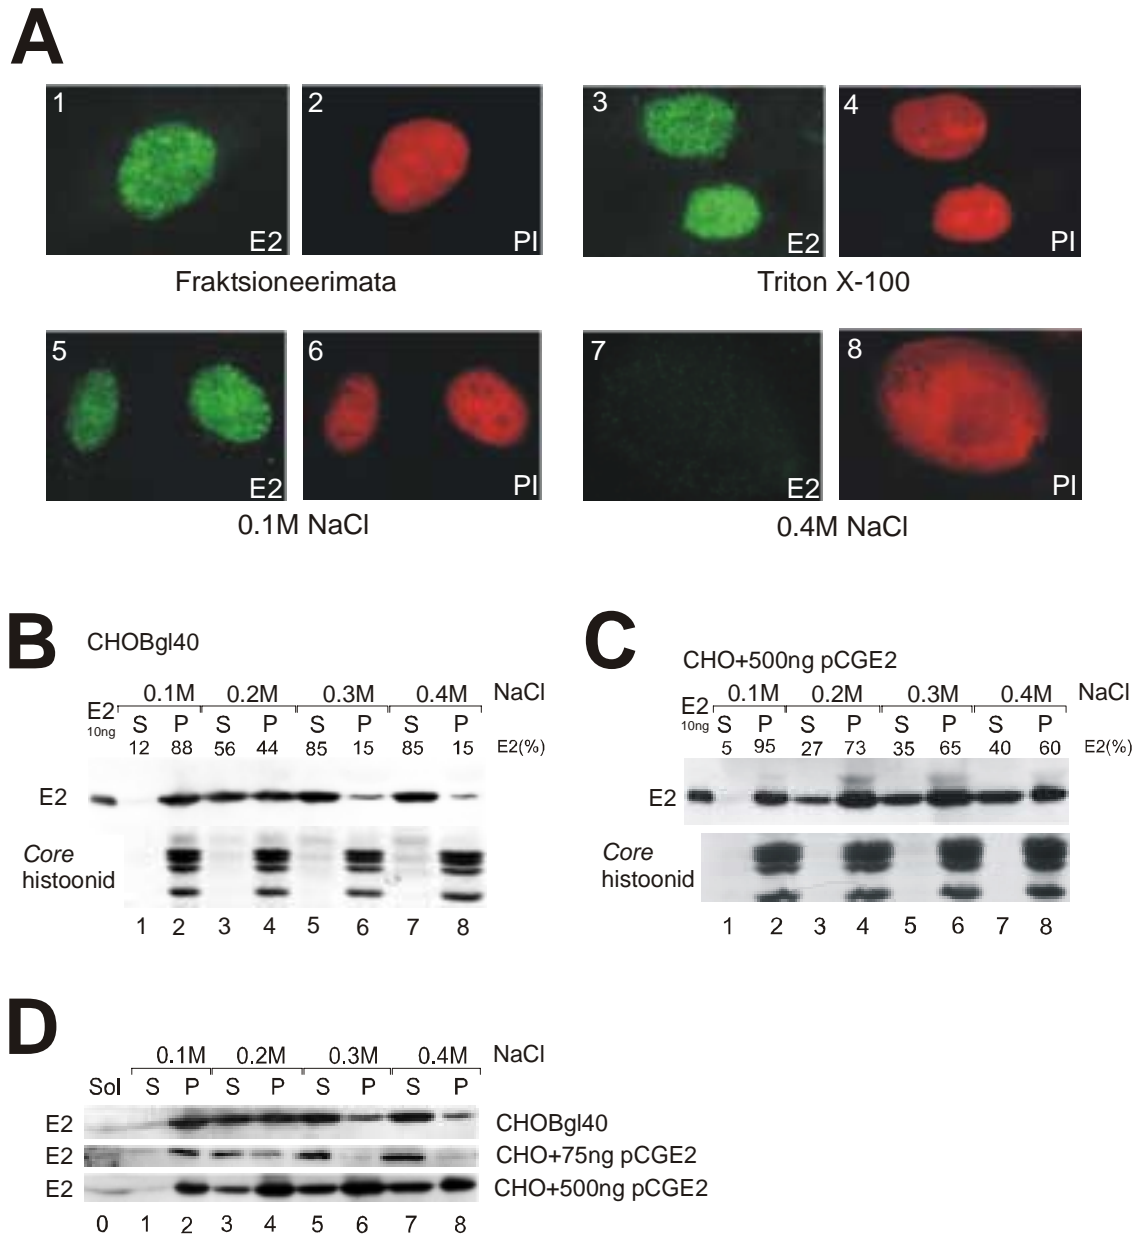 A
1 2 3 4
E2 PI E2 PI
Fraktsioneerimata Triton X-100
5 6 7 8
E2 PI E2 PI
0.1M NaCl 0.4M NaCl
B
CHOBgl40
0.1M 0.2M 0.3M 0.4M NaCl
E2 S P S P S P S P
10ng 12 88 56 44 85 15 85 15 E2(%)
E2
Core
histoonid
1 2 3 4 5 6 7 8
C
CHO+500ng pCGE2
0.1M 0.2M 0.3M 0.4M NaCl
E2 S P S P S P S P
10ng 5 95 27 73 35 65 40 60 E2(%)
E2
Core
histoonid
1 2 3 4 5 6 7 8
D
0.1M 0.2M 0.3M 0.4M NaCl
Sol S P S P S P S P
E2 CHOBgl40
E2 CHO+75ng pCGE2
E2 CHO+500ng pCGE2
0 1 2 3 4 5 6 7 8